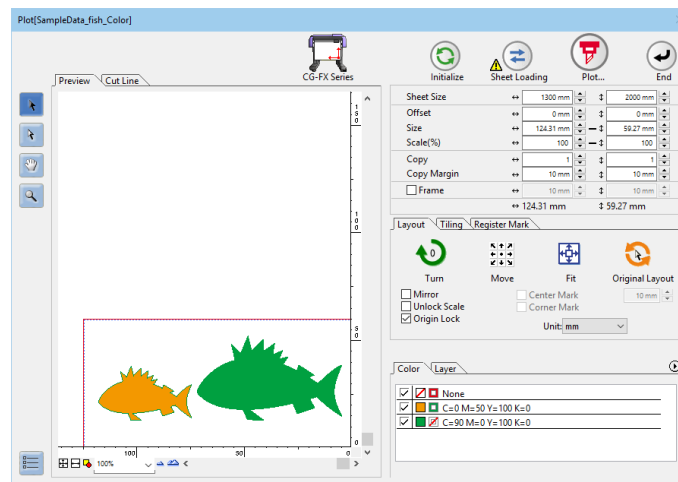 Plot[SampleData_fish_Color]
CG-FX Series
Initialize
Sheet Loading
Plot...
End
Preview
Cut Line
Sheet Size 1300 mm 2000 mm
Offset 0 mm 0 mm
Size 124.31 mm 59.27 mm
Scale(%) 100 100
Copy 1 1
Copy Margin 10 mm 10 mm
Frame 10 mm 10 mm
124.31 mm 59.27 mm
Layout Tiling Register Mark
0
Turn Move Fit Original Layout
Mirror Center Mark 10 mm
Unlock Scale Corner Mark
Origin Lock
Unit: mm
Color Layer
None
C=0 M=50 Y=100 K=0
C=90 M=0 Y=100 K=0
150
100
50
0
100 50 0
100%